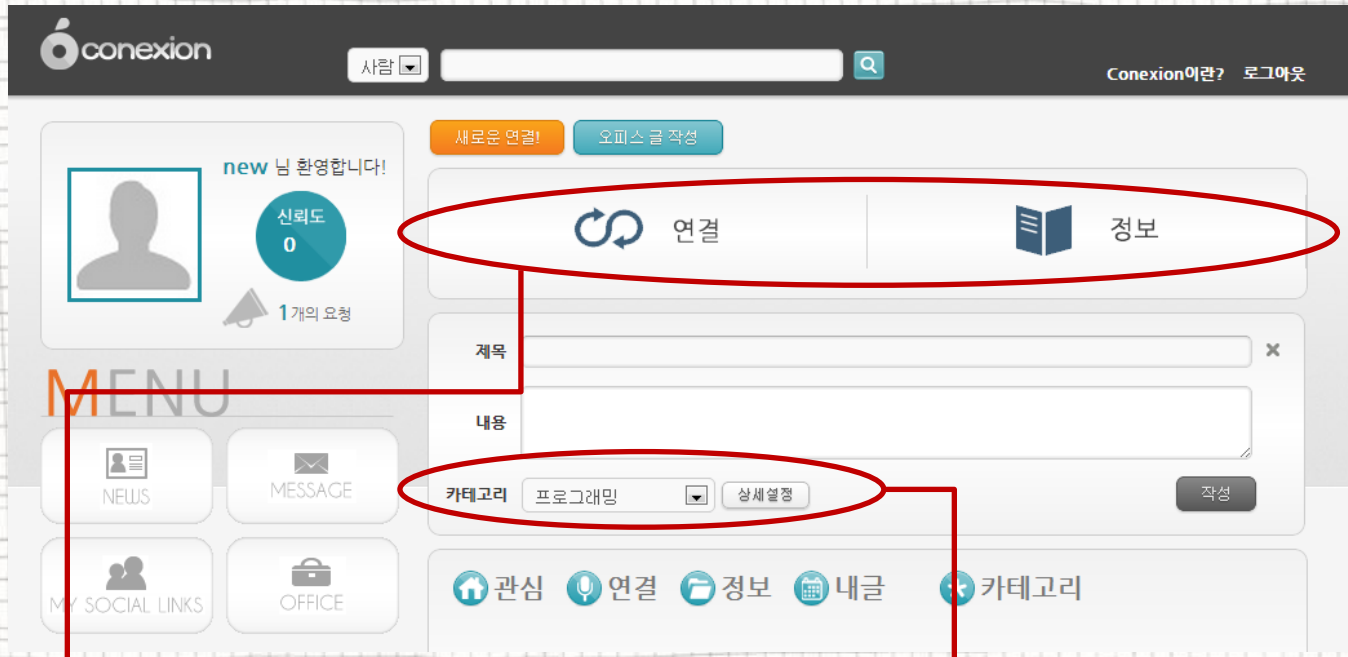 conexion
사람
Conexion이란? 로그아웃
새로운 연결! 오피스 글 작성
new 님 환영합니다!
신뢰도
0
1개의 요청
연결 정보
제목
내용
카테고리 프로그래밍 상세설정 작성
MENU
NEWS MESSAGE
MY SOCIAL LINKS OFFICE
관심 연결 정보 내글 카테고리